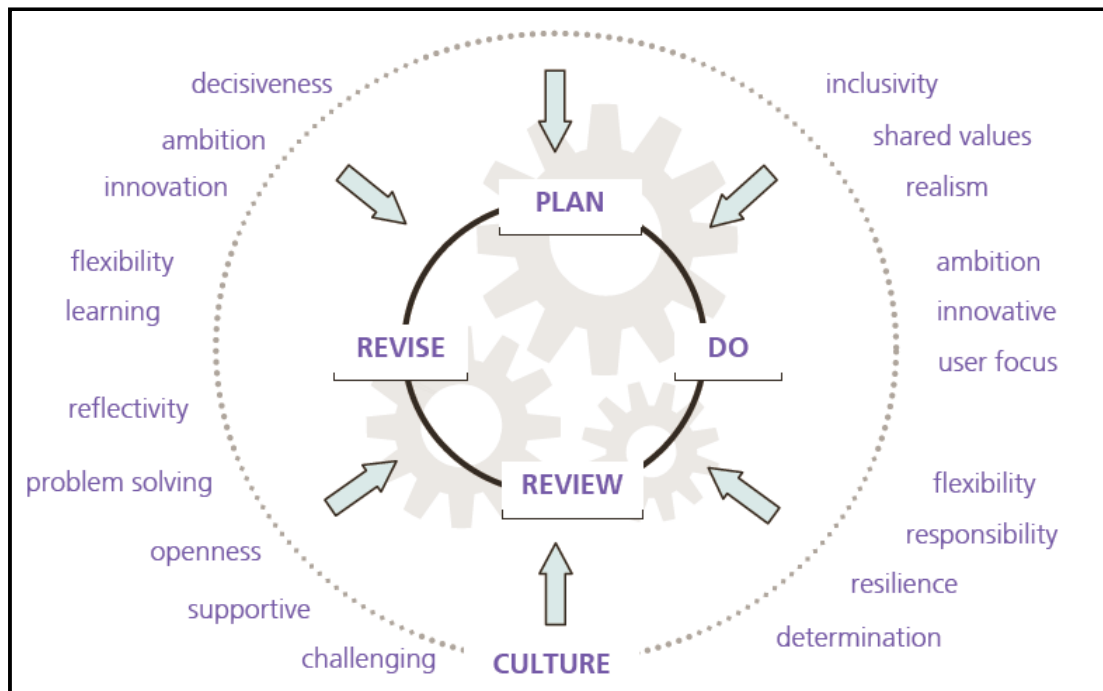 decisiveness
ambition
innovation
flexibility
learning
reflectivity
problem solving
openness
supportive
challenging
PLAN
REVISE
DO
REVIEW
CULTURE
inclusivity
shared values
realism
ambition
innovative
user focus
flexibility
responsibility
resilience
determination